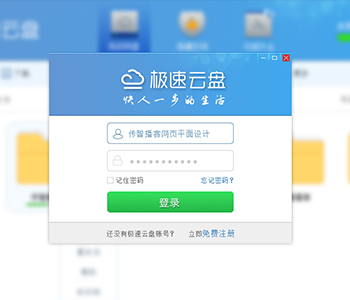 云盘
极速云盘
快人一步的生活
传智播客网页平面设计
记住密码 忘记密码?
登录
还没有极速云盘账号? 立即免费注册